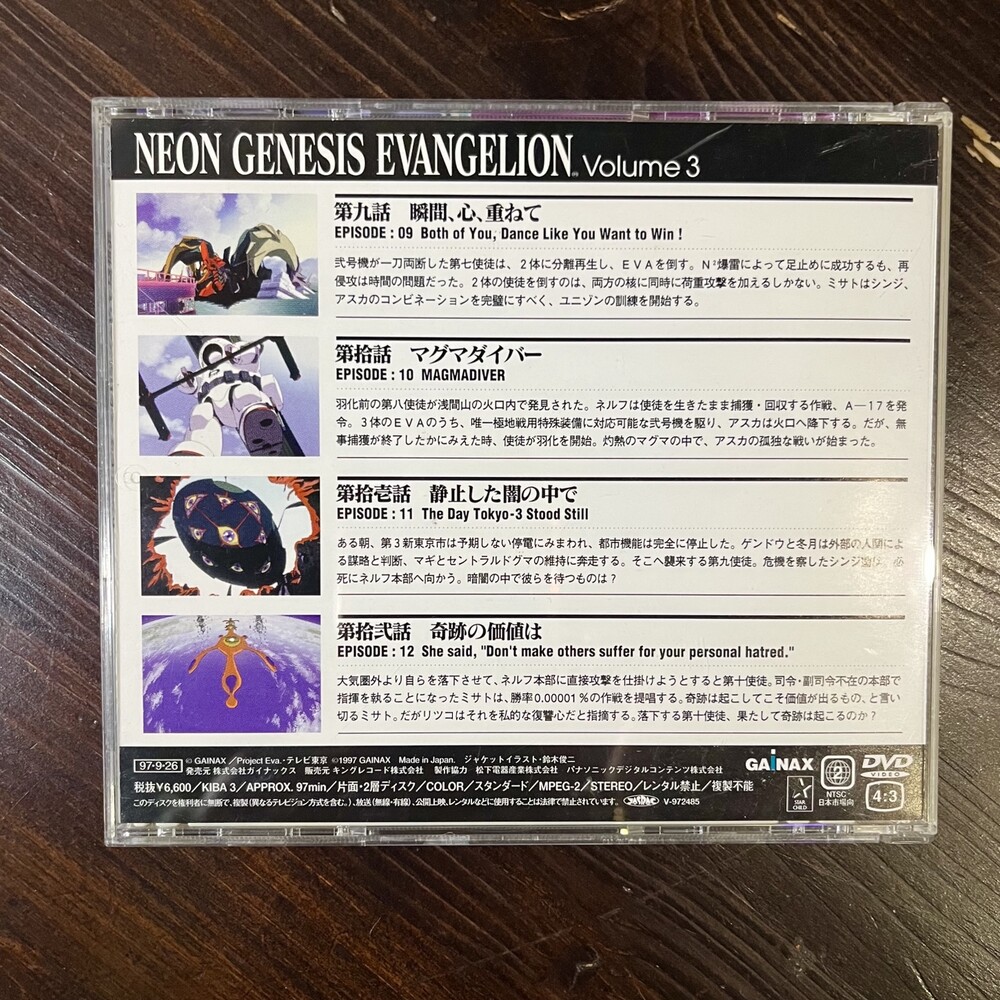 NEON GENESIS EVANGELION Volume 3
第九話 瞬間、心、重ねて
EPISODE : 09 Both of You, Dance Like You Want to Win !
弐号機が一刀両断した第七使徒は、2体に分離再生し、EVAを倒す。N²爆雷によって足止めに成功するも、再
侵攻は時間の問題だった。2体の使徒を倒すのは、両方の核に同時に荷重攻撃を加えるしかない。ミサトはシンジ、
アスカのコンビネーションを完璧にすべく、ユニゾンの訓練を開始する。
第拾話 マグマダイバー
EPISODE : 10 MAGMADIVER
羽化前の第八使徒が浅間山の火口内で発見された。ネルフは使徒を生きたまま捕獲・回収する作戦、A—17を発
令。3体のEVAのうち、唯一極地戦用特殊装備に対応可能な弐号機を駆り、アスカは火口へ降下する。だが、無
事捕獲が終了したかにみえた時、使徒が羽化を開始。灼熱のマグマの中で、アスカの孤独な戦いが始まった。
第拾壱話 静止した闇の中で
EPISODE : 11 The Day Tokyo-3 Stood Still
ある朝、第3新東京市は予期しない停電にみまわれ、都市機能は完全に停止した。ゲンドウと冬月は外部の人間によ
る謀略と判断、マギとセントラルドグマの維持に奔走する。そこへ襲来する第九使徒。危機を察したシンジ
死にネルフ本部へ向かう。暗闇の中で彼らを待つものは？
第拾弐話 奇跡の価値は
EPISODE : 12 She said, "Don't make others suffer for your personal hatred."
大気圏外より自らを落下させて、ネルフ本部に直接攻撃を仕掛けようとすると第十使徒。司令・副司令不在の本部で
指揮を執ることになったミサトは、勝率0.00001％の作戦を提唱する。奇跡は起こしてこそ価値が出るもの、と言い
切るミサト。だがリツコはそれを私的な復讐心だと指摘する。落下する第十使徒、果たして奇跡は起こるのか？
97-9-26
© GAINAX／Project Eva.・テレビ東京 ©1997 GAINAX Made in Japan. ジャケットイラスト・鈴木俊二
発売元 株式会社ガイナックス 販売元 キングレコード株式会社 製作協力 松下電器産業株式会社 パナソニックデジタルコンテンツ株式会社
税抜¥6,600／KIBA 3／APPROX. 97min／片面・2層ディスク／COLOR／スタンダード／MPEG-2／STEREO／レンタル禁止／複製不能
このディスクを権利者に無断で、複製(異なるテレビジョン方式を含む。)、放送(無線・有線)、公開上映、レンタルなどに使用することは法律で禁止されています。
V-972485
GAINAX
STAR CHILD
2
NTSC
日本市場向
DVD
VIDEO
4:3